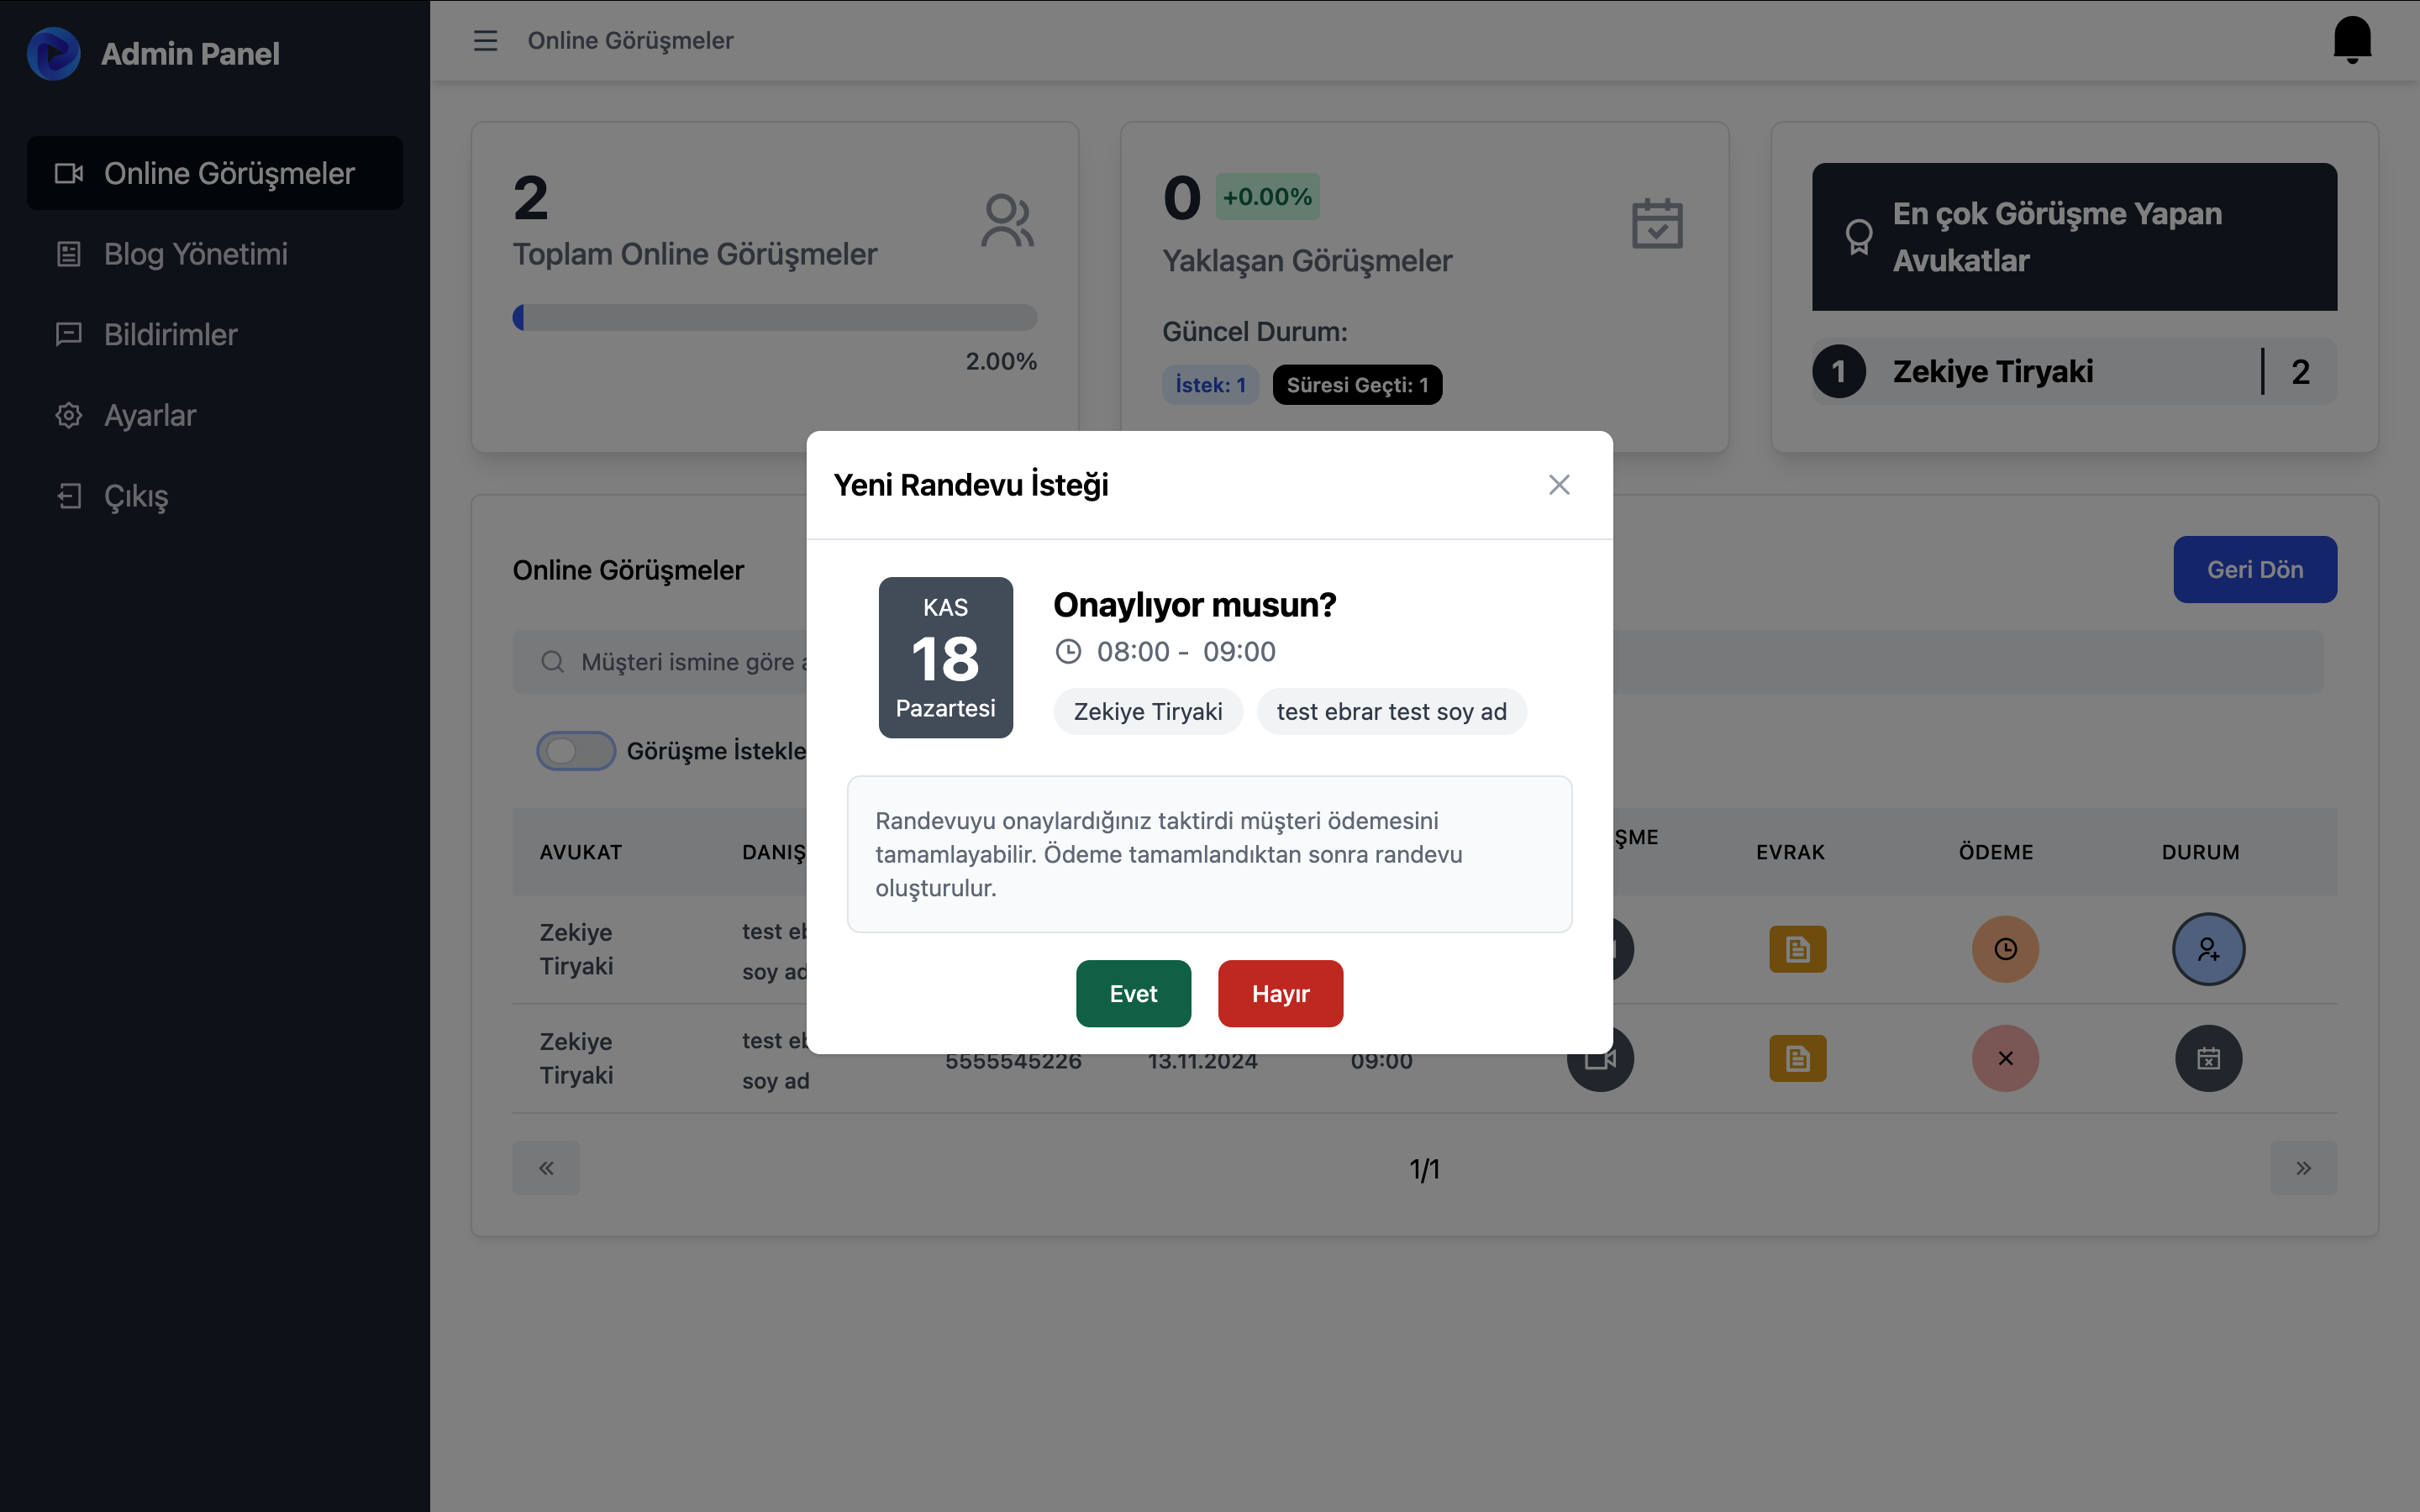 Admin Panel
Online Görüşmeler
Blog Yönetimi
Bildirimler
Ayarlar
Çıkış
Online Görüşmeler
2
Toplam Online Görüşmeler
2.00%
0 +0.00%
Yaklaşan Görüşmeler
Güncel Durum:
İstek: 1 Süresi Geçti: 1
En çok Görüşme Yapan
Avukatlar
1 Zekiye Tiryaki 2
Online Görüşmeler
Geri Dön
Müşteri ismine göre
Görüşme
AVUKAT
EVRAK ÖDEME DURUM
Zekiye
Tiryaki
test
soy
Zekiye
Tiryaki
test
soy ad
5555545226 13.11.2024 09:00
« 1/1 »
Yeni Randevu İsteği
KAS
18
Pazartesi
Onaylıyor musun?
08:00 - 09:00
Zekiye Tiryaki test ebrar test soy ad
Randevuyu onaylardığınız taktirdi müşteri ödemesini
tamamlayabilir. Ödeme tamamlandıktan sonra randevu
oluşturulur.
Evet Hayır